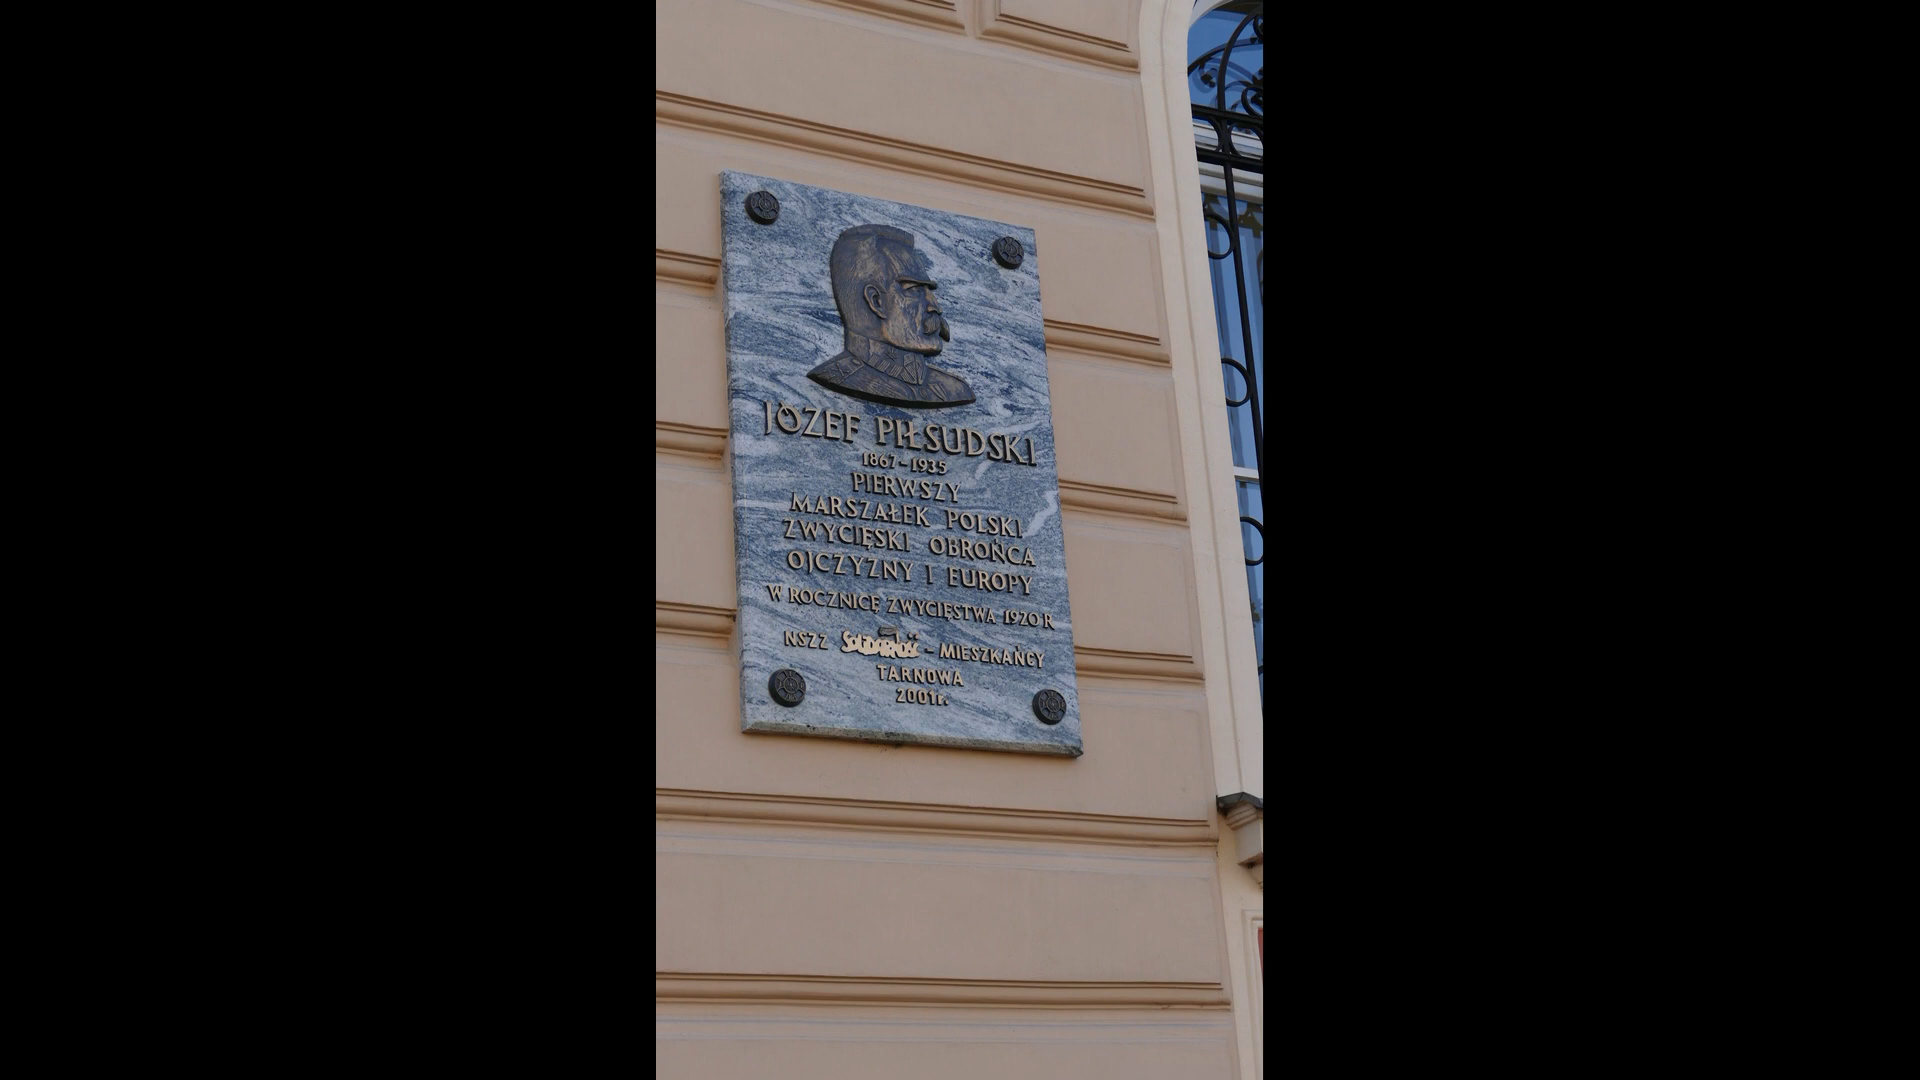 JÓZEF PIŁSUDSKI
1867-1935
PIERWSZY
MARSZAŁEK POLSKI
ZWYCIĘSKI OBROŃCA
OJCZYZNY I EUROPY
W ROCZNICĘ ZWYCIĘSTWA 1920 R
NSZZ SOLIDARNOŚĆ - MIESZKAŃCY
TARNOWA
2001r.